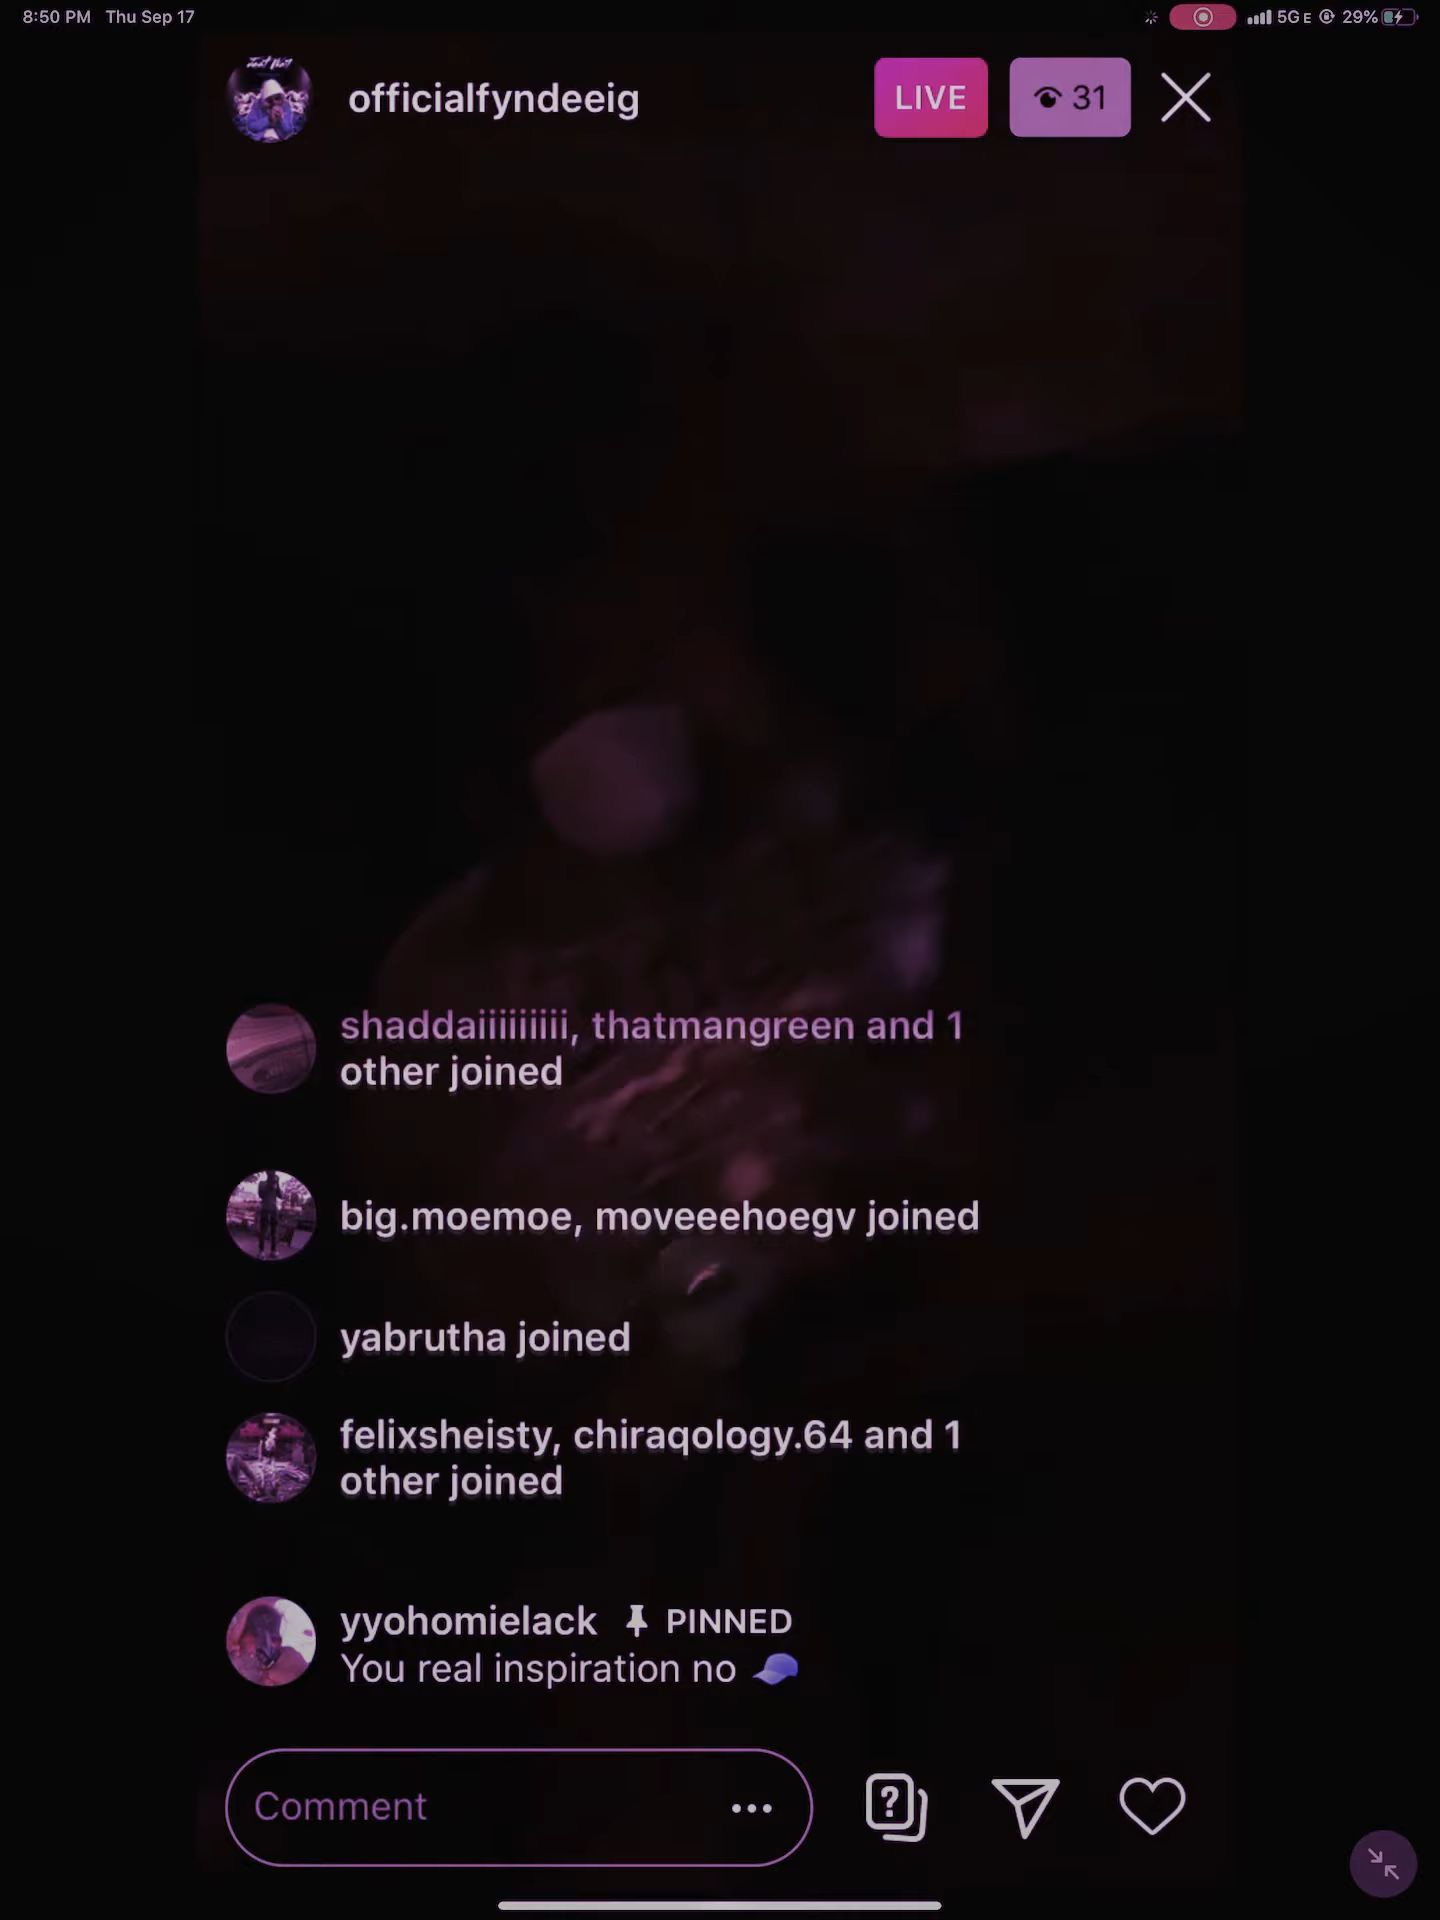 8:50 PM Thu Sep 17
5GE 29%
officialfyndeeig
LIVE
31
shaddaiiiiiiiii, thatmangreen and 1
other joined
big.moemoe, moveeehoegv joined
yabrutha joined
felixsheisty, chiraqology.64 and 1
other joined
yyohomielack PINNED
You real inspiration no 🧢
Comment